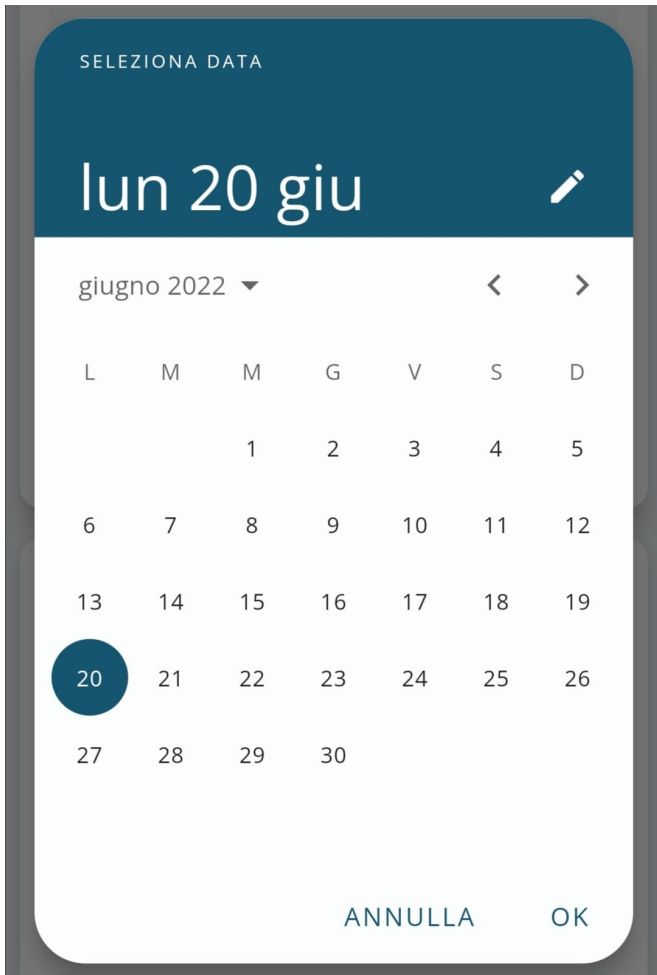 SELEZIONA DATA
lun 20 giu
giugno 2022
L M M G V S D
1 2 3 4 5
6 7 8 9 10 11 12
13 14 15 16 17 18 19
20 21 22 23 24 25 26
27 28 29 30
ANNULLA OK